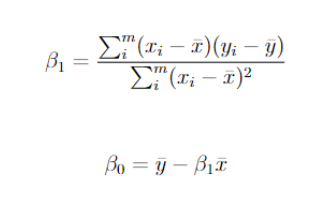 β₁ = ∑ᵢᵐ(xᵢ − x̄)(yᵢ − ȳ) / ∑ᵢᵐ(xᵢ − x̄)²
β₀ = ȳ − β₁x̄